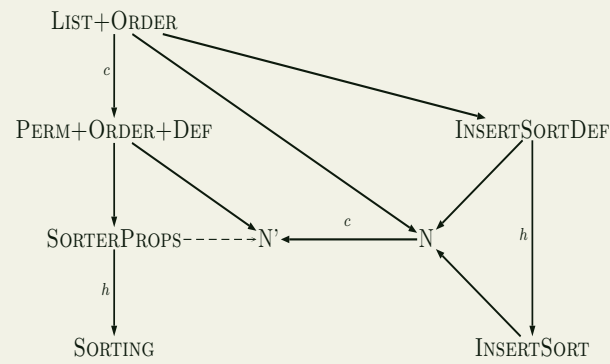 LIST+ORDER
c
PERM+ORDER+DEF INSERTSORTDEF
SORTERPROPS N' c N h
h
SORTING INSERTSORT